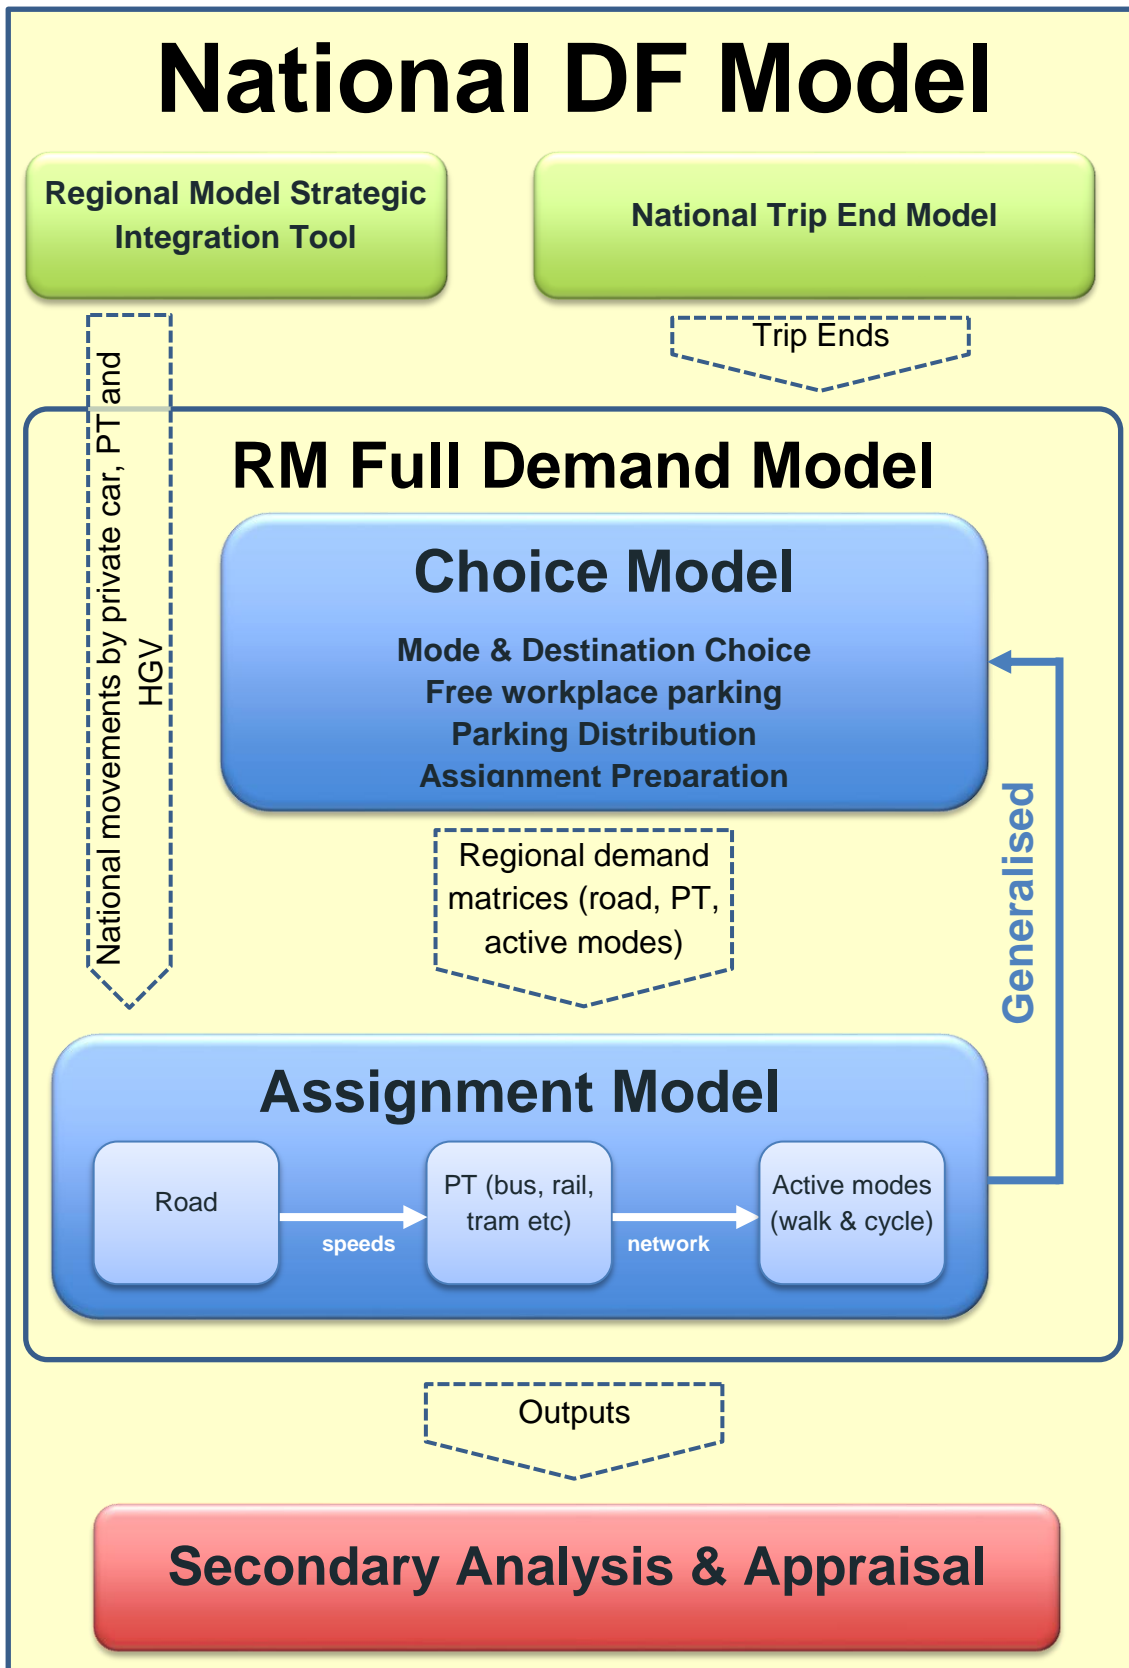 National DF Model
Regional Model Strategic
Integration Tool
National Trip End Model
Trip Ends
National movements by private car, PT and
HGV
RM Full Demand Model
Choice Model
Mode & Destination Choice
Free workplace parking
Parking Distribution
Assignment Preparation
Regional demand
matrices (road, PT,
active modes)
Generalised
Assignment Model
Road
speeds
PT (bus, rail,
tram etc)
network
Active modes
(walk & cycle)
Outputs
Secondary Analysis & Appraisal